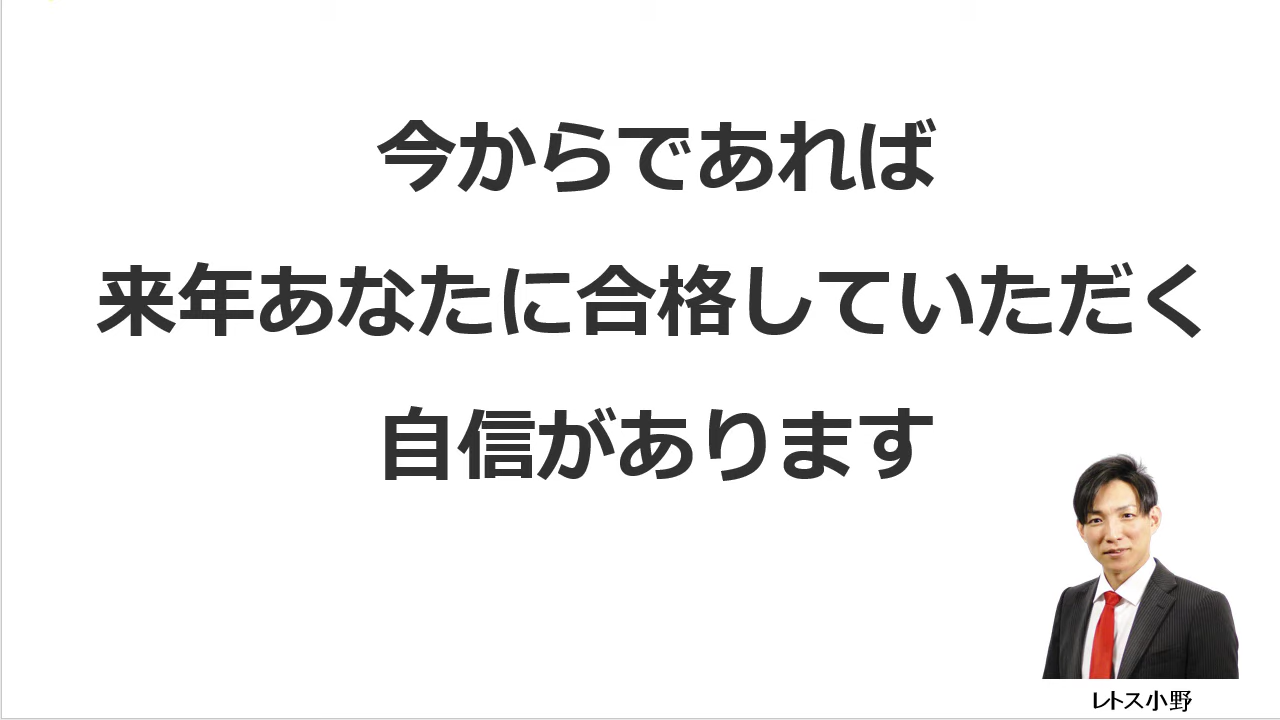 今からであれば
来年あなたに合格していただく
自信があります
レトス小野